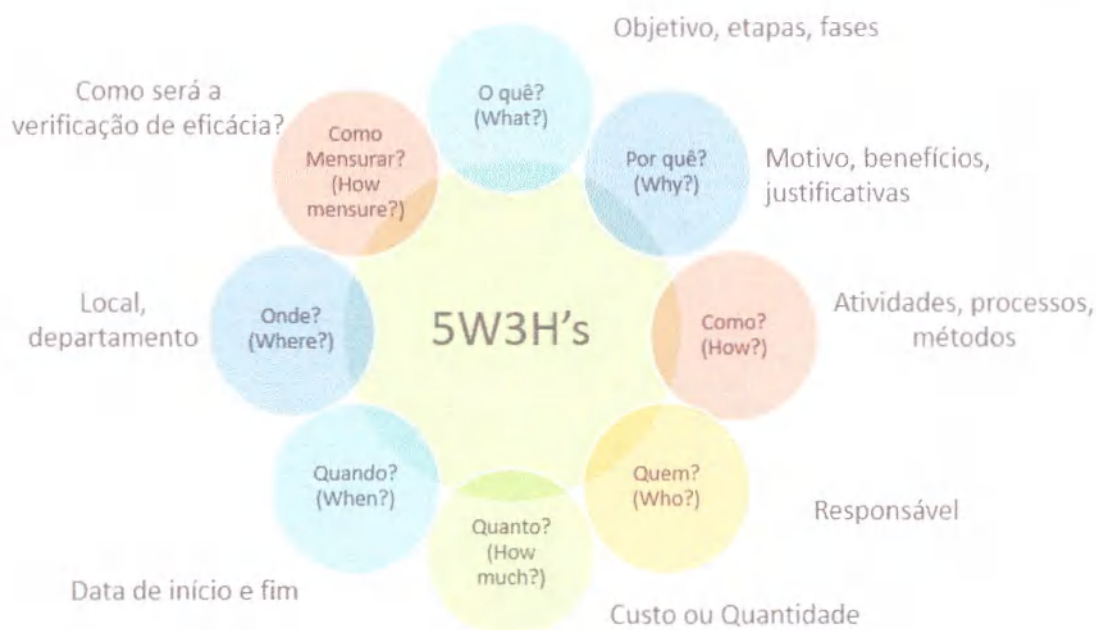 Objetivo, etapas, fases
O quê?
(What?)
Por quê?
(Why?)
Motivo, benefícios,
justificativas
Como?
(How?)
Atividades, processos,
métodos
Quem?
(Who?)
Responsável
Quanto?
(How
much?)
Custo ou Quantidade
Quando?
(When?)
Data de início e fim
Onde?
(Where?)
Local,
departamento
Como
Mensurar?
(How
mensure?)
Como será a
verificação de eficácia?
5W3H's